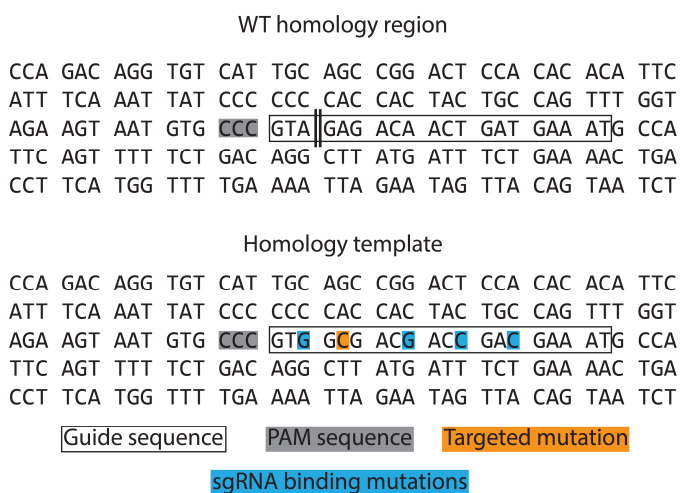 WT homology region
CCA GAC AGG TGT CAT TGC AGC CGG ACT CCA CAC ACA TTC
ATT TCA AAT TAT CCC CCC CAC CAC TAC TGC CAG TTT GGT
AGA AGT AAT GTG CCC GTA GAG ACA ACT GAT GAA ATG CCA
TTC AGT TTT TCT GAC AGG CTT ATG ATT TCT GAA AAC TGA
CCT TCA TGG TTT TGA AAA TTA GAA TAG TTA CAG TAA TCT
Homology template
CCA GAC AGG TGT CAT TGC AGC CGG ACT CCA CAC ACA TTC
ATT TCA AAT TAT CCC CCC CAC CAC TAC TGC CAG TTT GGT
AGA AGT AAT GTG CCC GTG GCG ACG ACC GAC GAA ATG CCA
TTC AGT TTT TCT GAC AGG CTT ATG ATT TCT GAA AAC TGA
CCT TCA TGG TTT TGA AAA TTA GAA TAG TTA CAG TAA TCT
Guide sequence PAM sequence Targeted mutation
sgRNA binding mutations